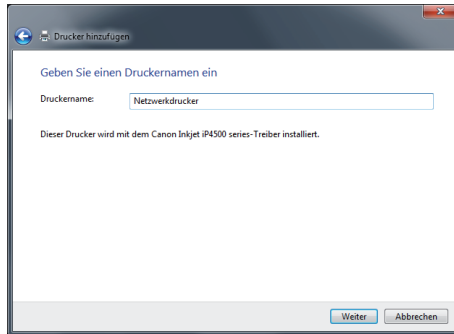 Drucker hinzufügen
Geben Sie einen Druckernamen ein
Druckername: Netzwerkdrucker
Dieser Drucker wird mit dem Canon Inkjet iP4500 series-Treiber installiert.
Weiter Abbrechen